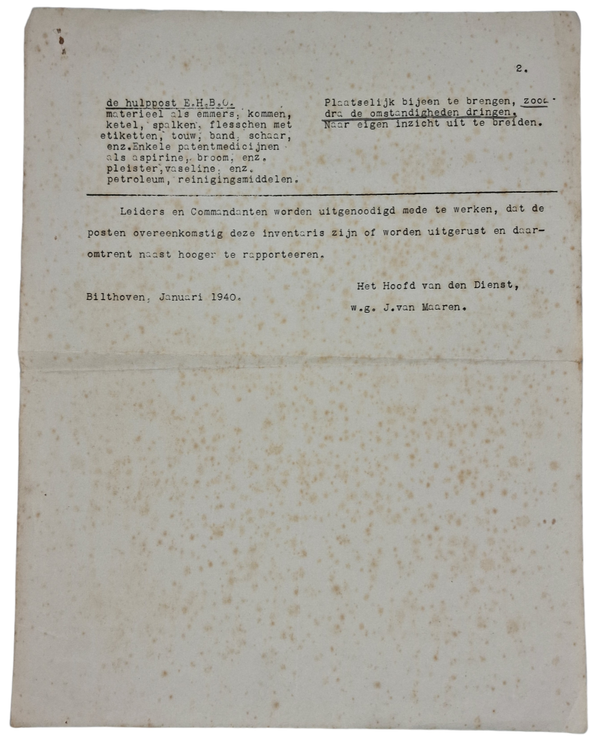 2.
de hulppost E.H.B.O.
materieel als emmers, kommen,
ketel, spalken, flesschen met
etiketten, touw, band, schaar,
enz.Enkele patentmedicijnen
als aspirine, broom, enz.
pleister,vaseline, enz.
petroleum, reinigingsmiddelen.
Plaatselijk bijeen te brengen, zoo-
dra de omstandigheden dringen.
Naar eigen inzicht uit te breiden.
Leiders en Commandanten worden uitgenoodigd mede te werken, dat de
posten overeenkomstig deze inventaris zijn of worden uitgerust en daar-
omtrent naast hooger te rapporteeren.
Het Hoofd van den Dienst,
Bilthoven, Januari 1940.
w.g. J.van Maaren.